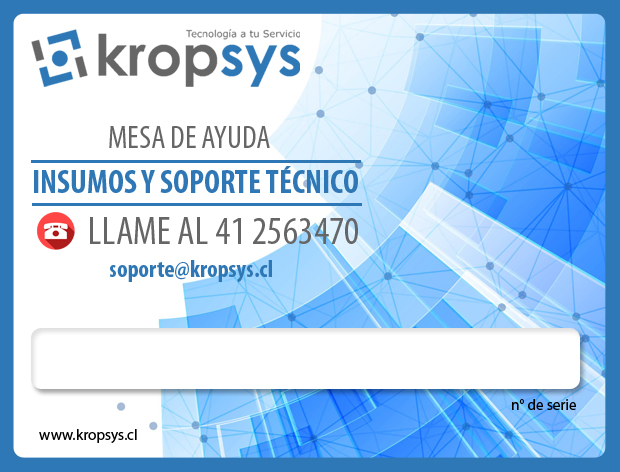 Tecnología a tu Servicio
kropsys
MESA DE AYUDA
INSUMOS Y SOPORTE TÉCNICO
LLAME AL 41 2563470
soporte@kropsys.cl
n° de serie
www.kropsys.cl